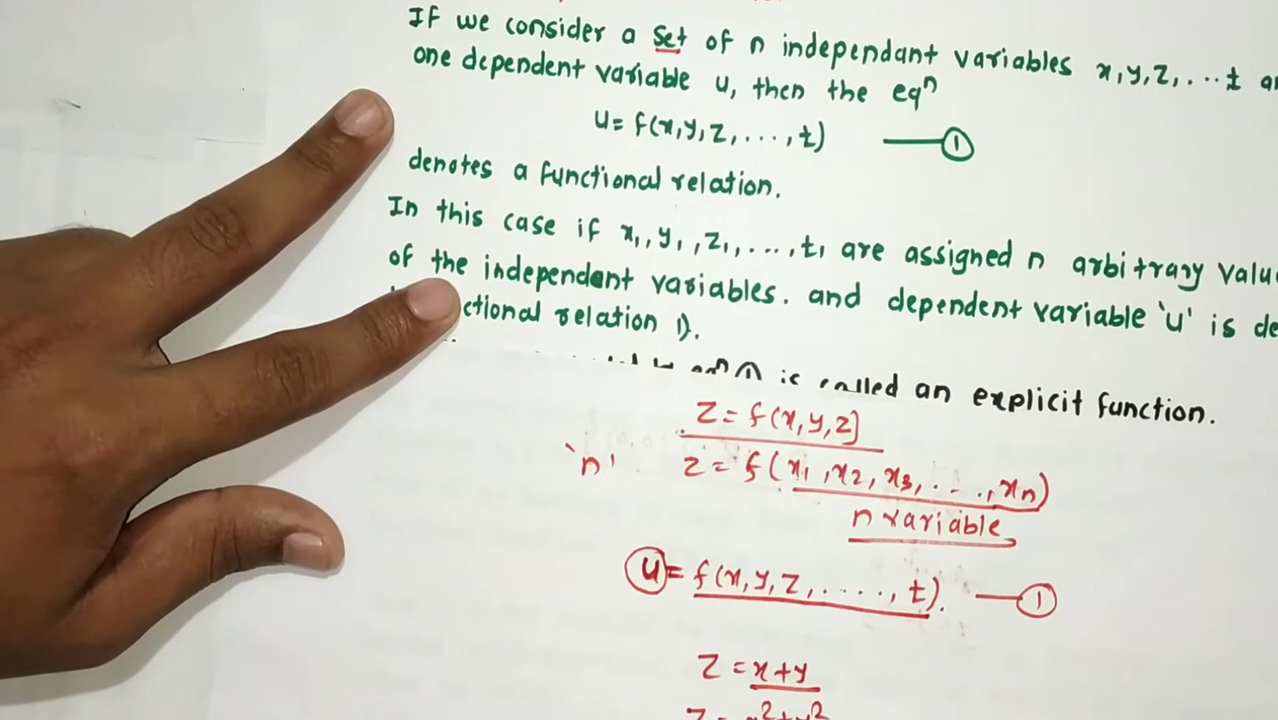 If we consider a set of n independant variables x, y, z, ... t
one dependent variable u, then the eqⁿ
u = f(x, y, z, ..., t) ①
denotes a functional relation.
In this case if x₁, y₁, z₁, ..., t₁ are assigned n arbitrary
of the independant variables. and dependent variable 'u' is
relation 1).
① is called an explicit function.
z = f(x, y, z)
'n' z = f(x₁, x₂, x₃, ..., xₙ)
n variable
u = f(x, y, z, ....., t). ①
z = x+y